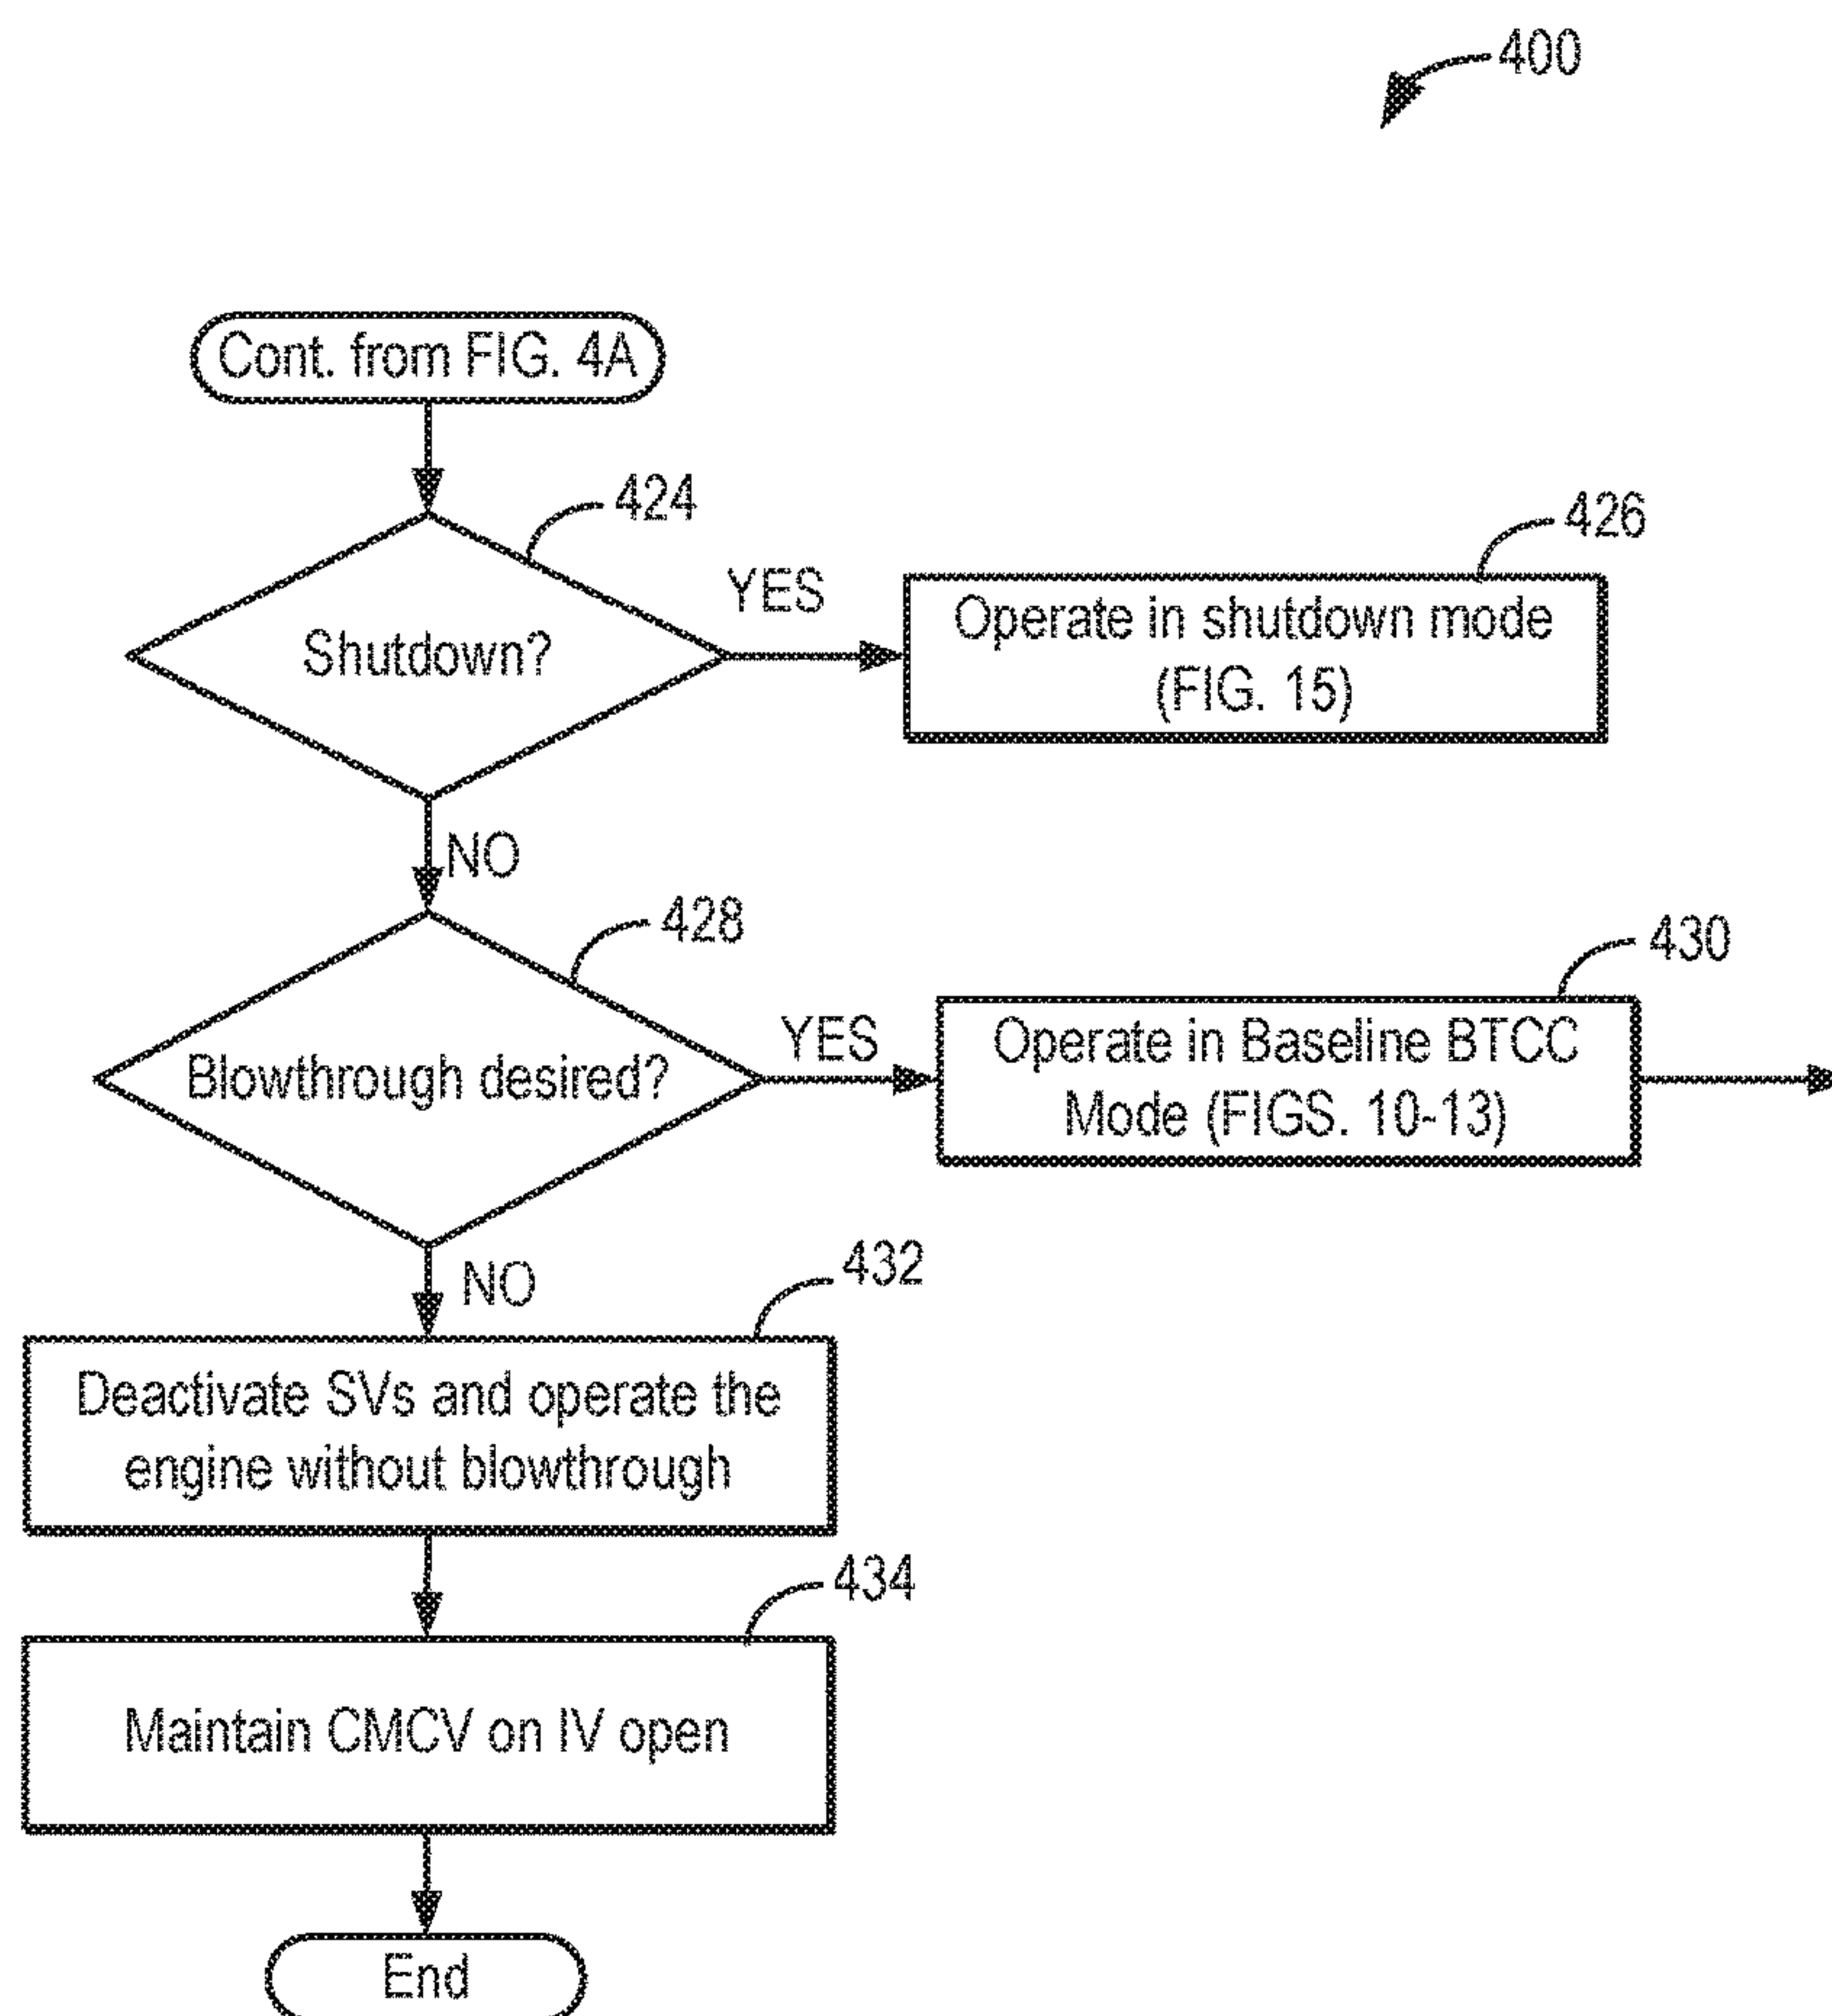 400
Cont. from FIG. 4A
424
Shutdown?
YES
426
Operate in shutdown mode
(FIG. 15)
NO
428
Blowthrough desired?
YES
430
Operate in Baseline BTCC
Mode (FIGS. 10-13)
NO
432
Deactivate SVs and operate the
engine without blowthrough
434
Maintain CMCV on IV open
End